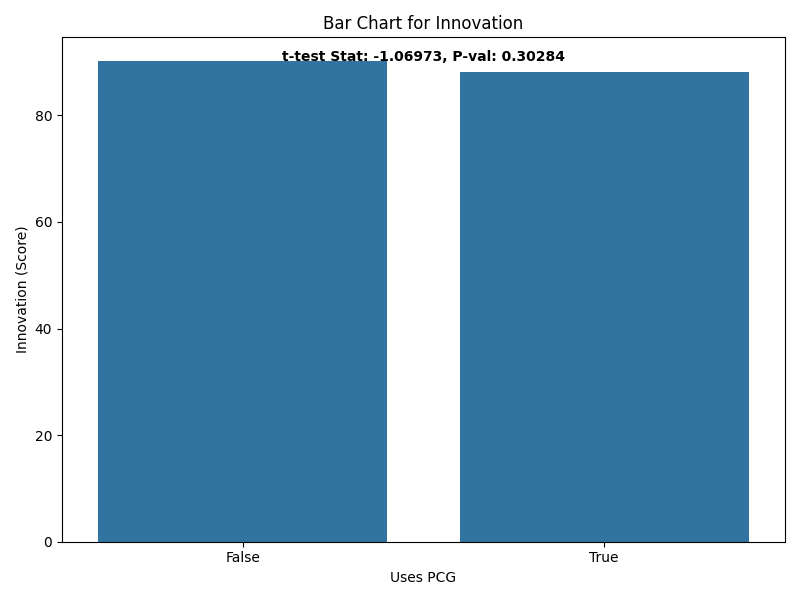 Bar Chart for Innovation
t-test Stat: -1.06973, P-val: 0.30284
Innovation (Score)
80
60
40
20
0
False
True
Uses PCG